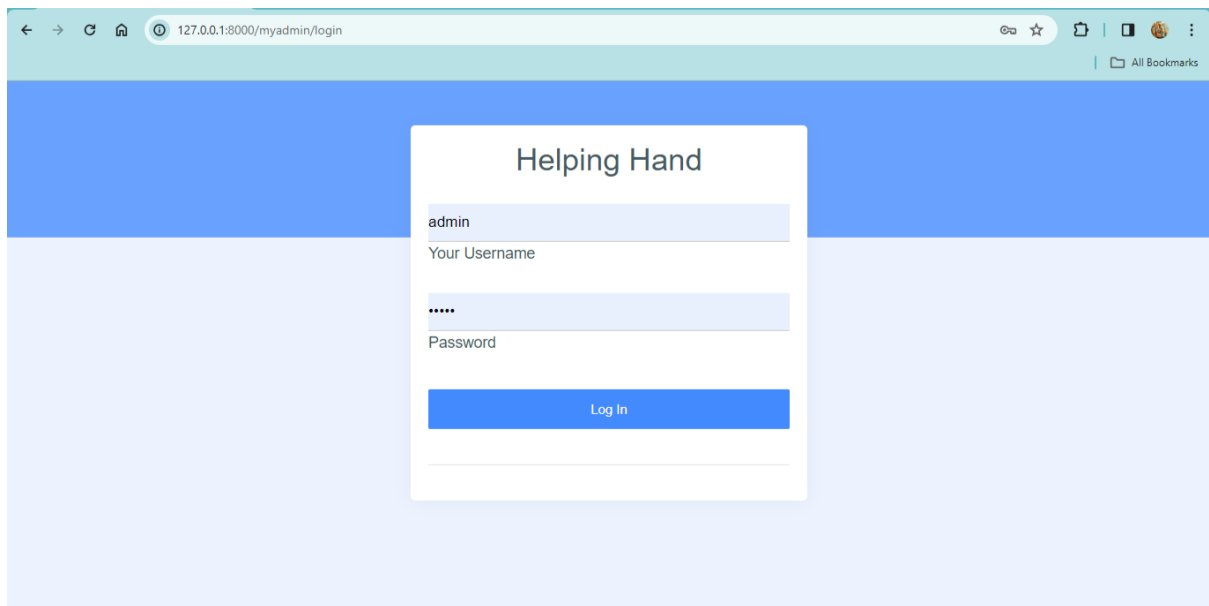 127.0.0.1:8000/myadmin/login
All Bookmarks
Helping Hand
admin
Your Username
•••••
Password
Log In